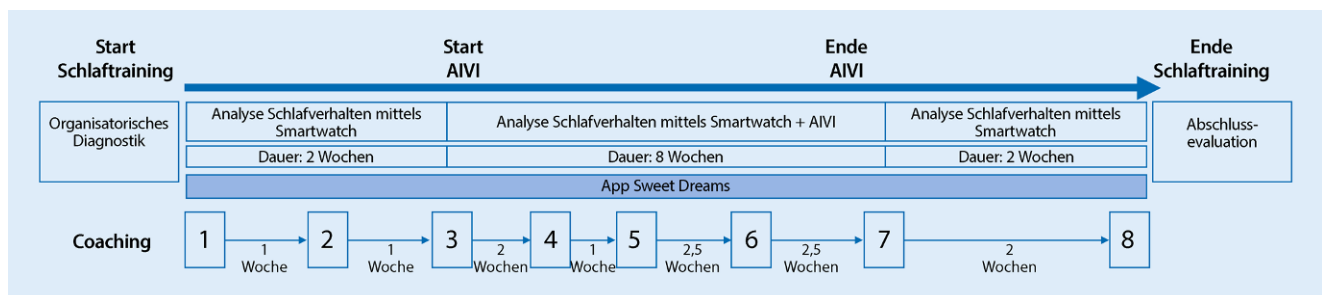 Start
Schlaftraining
Start
AIVI
Ende
AIVI
Ende
Schlaftraining
Organisatorisches
Diagnostik
Analyse Schlafverhalten mittels
Smartwatch
Analyse Schlafverhalten mittels Smartwatch + AIVI
Analyse Schlafverhalten mittels
Smartwatch
Abschluss-
evaluation
Dauer: 2 Wochen
Dauer: 8 Wochen
Dauer: 2 Wochen
App Sweet Dreams
Coaching
1
1
Woche
2
1
Woche
3
2
Wochen
4
1
Woche
5
2,5
Wochen
6
2,5
Wochen
7
2
Wochen
8